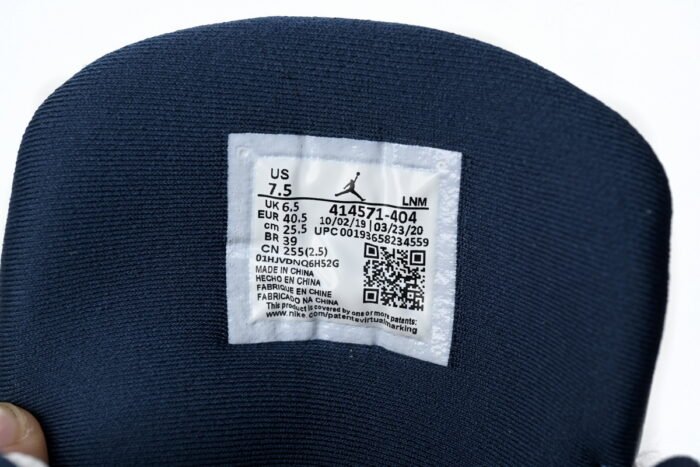 US
7.5 LNM
UK 6.5 414571-404
EUR 40.5 10/02/19 | 03/23/20
cm 25.5 UPC 00193658234559
BR 39
CN 255(2.5)
01HJVDNQ6H52G
MADE IN CHINA
HECHO EN CHINA
FABRIQUE EN CHINE
FABRICADO NA CHINA
This product is covered by one or more patents:
www.nike.com/patents+virtualmarking